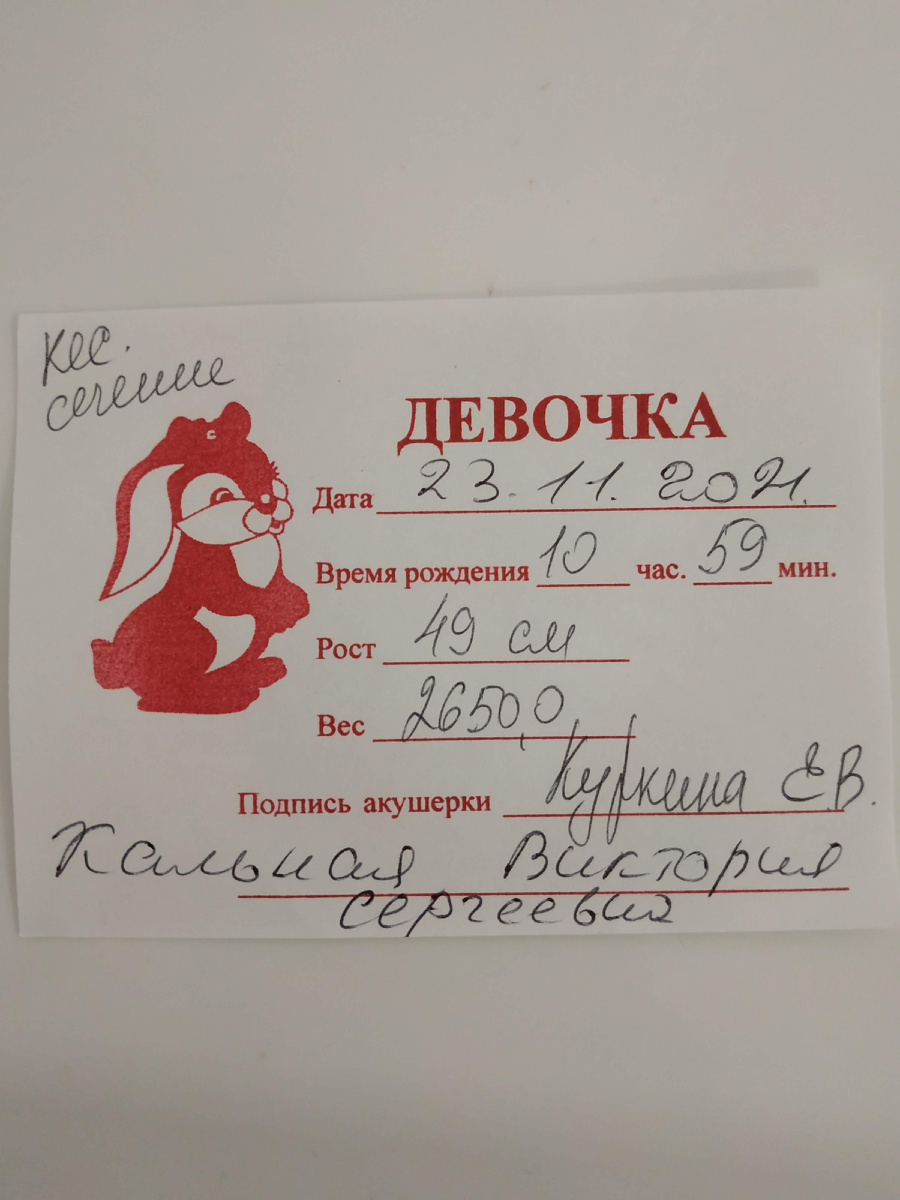 кес.
сечение
ДЕВОЧКА
Дата 23.11.2021.
Время рождения 10 час. 59 мин.
Рост 49 см
Вес 2650,0
Подпись акушерки Куркина Е.В.
Кальная Виктория
Сергеевна